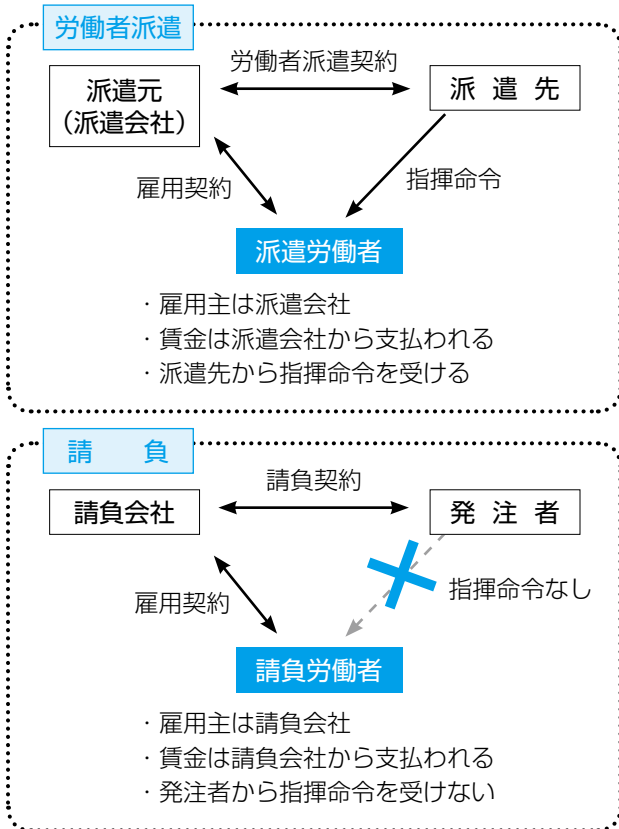 労働者派遣
労働者派遣契約
派遣元
（派遣会社）
派遣先
雇用契約
指揮命令
派遣労働者
・雇用主は派遣会社
・賃金は派遣会社から支払われる
・派遣先から指揮命令を受ける
請負
請負契約
請負会社
発注者
雇用契約
指揮命令なし
請負労働者
・雇用主は請負会社
・賃金は請負会社から支払われる
・発注者から指揮命令を受けない